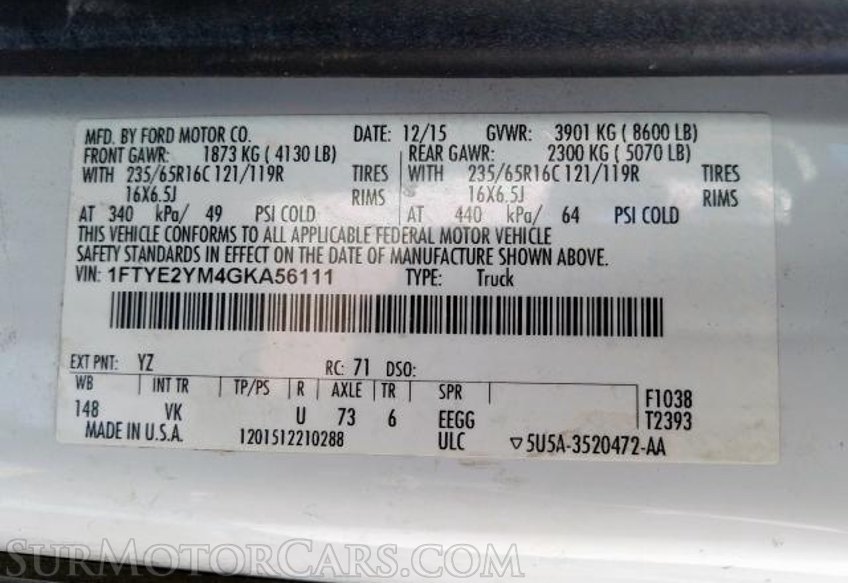 MFD. BY FORD MOTOR CO. DATE: 12/15 GVWR: 3901 KG ( 8600 LB)
FRONT GAWR: 1873 KG ( 4130 LB) REAR GAWR: 2300 KG ( 5070 LB)
WITH 235/65R16C 121/119R TIRES WITH 235/65R16C 121/119R TIRES
16X6.5J RIMS 16X6.5J RIMS
AT 340 kPa/ 49 PSI COLD AT 440 kPa/ 64 PSI COLD
THIS VEHICLE CONFORMS TO ALL APPLICABLE FEDERAL MOTOR VEHICLE
SAFETY STANDARDS IN EFFECT ON THE DATE OF MANUFACTURE SHOWN ABOVE.
VIN: 1FTYE2YM4GKA56111 TYPE: Truck
EXT PNT: YZ RC: 71 DSO:
WB INT TR TP/PS R AXLE TR SPR F1038
148 VK U 73 6 EEGG T2393
MADE IN U.S.A. 1201512210288 ULC ▽5U5A-3520472-AA
SURMOTORCARS.COM